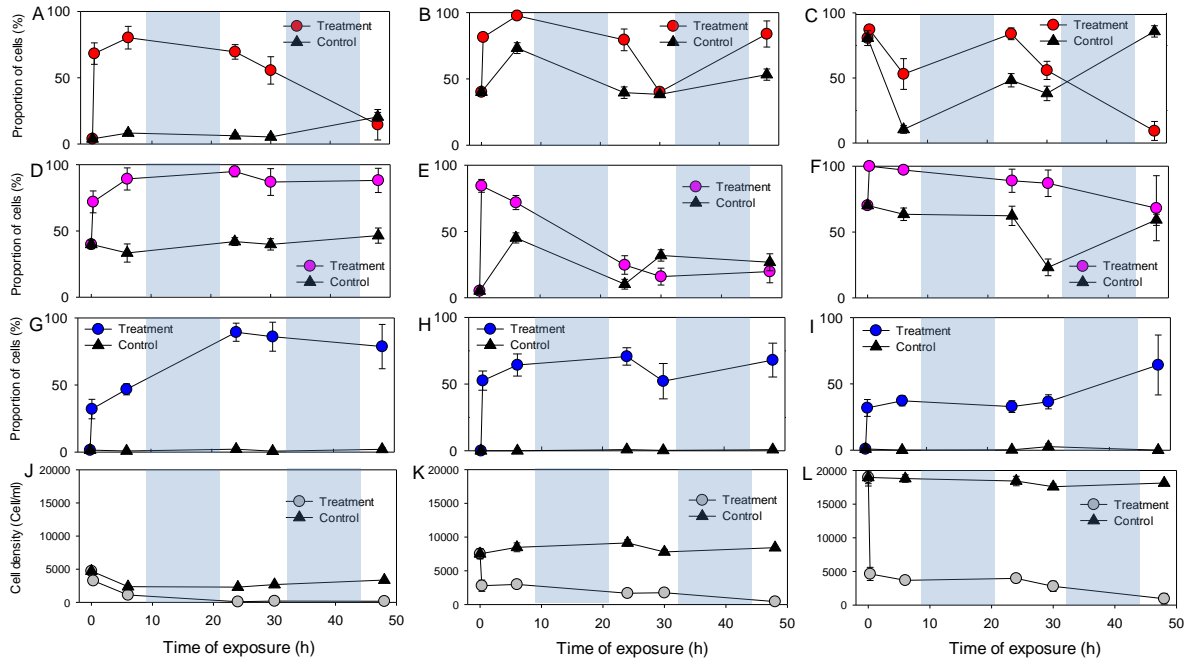 A
B
C
100
100
100
Treatment
Control
Treatment
Control
Treatment
Control
Proportion of cells (%)
50
50
50
0
0
0
D
E
F
100
100
100
Treatment
Control
Treatment
Control
Treatment
Control
Proportion of cells (%)
50
50
50
0
0
0
G
H
I
100
100
100
Treatment
Control
Treatment
Control
Treatment
Control
Proportion of cells (%)
50
50
50
0
0
0
J
K
L
20000
20000
20000
Treatment
Control
Treatment
Control
Treatment
Control
Cell density (Cell/ml)
15000
15000
15000
10000
10000
10000
5000
5000
5000
0
0
0
0 10 20 30 40 50
0 10 20 30 40 50
0 10 20 30 40 50
Time of exposure (h)
Time of exposure (h)
Time of exposure (h)